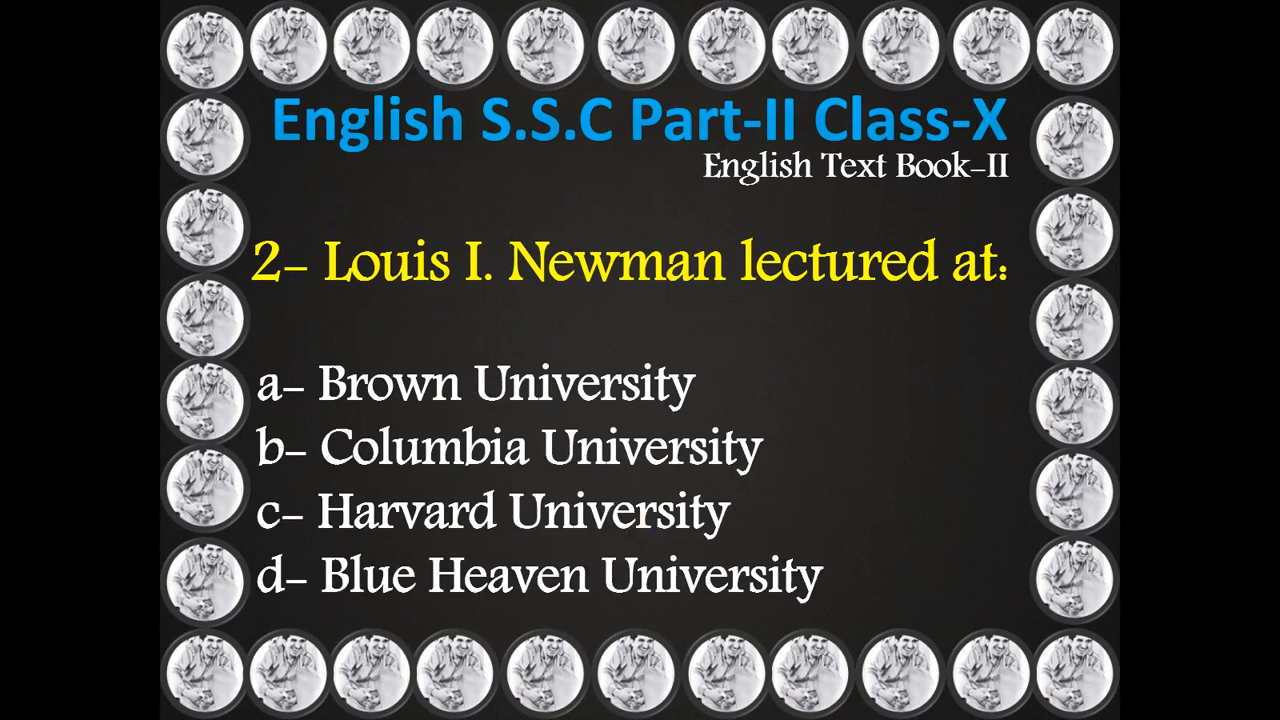 English S.S.C Part-II Class-X
English Text Book-II
2- Louis I. Newman lectured at:
a- Brown University
b- Columbia University
c- Harvard University
d- Blue Heaven University